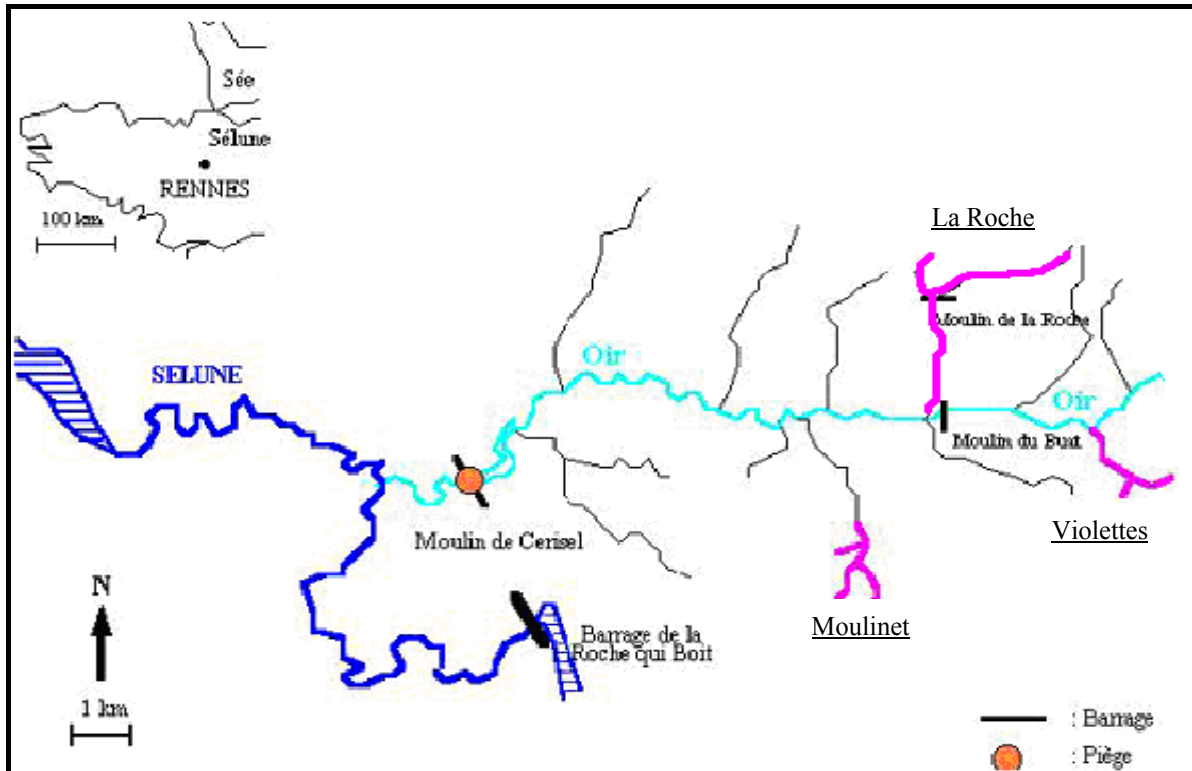 Sée
Sélune
RENNES
100 km
La Roche
Moulin de la Roche
Oir
SELUNE
Oir
Moulin du Buat
Moulin de Cerisel
Violettes
N
Barrage de la
Roche qui Boit
Moulinet
1 km
: Barrage
: Piège